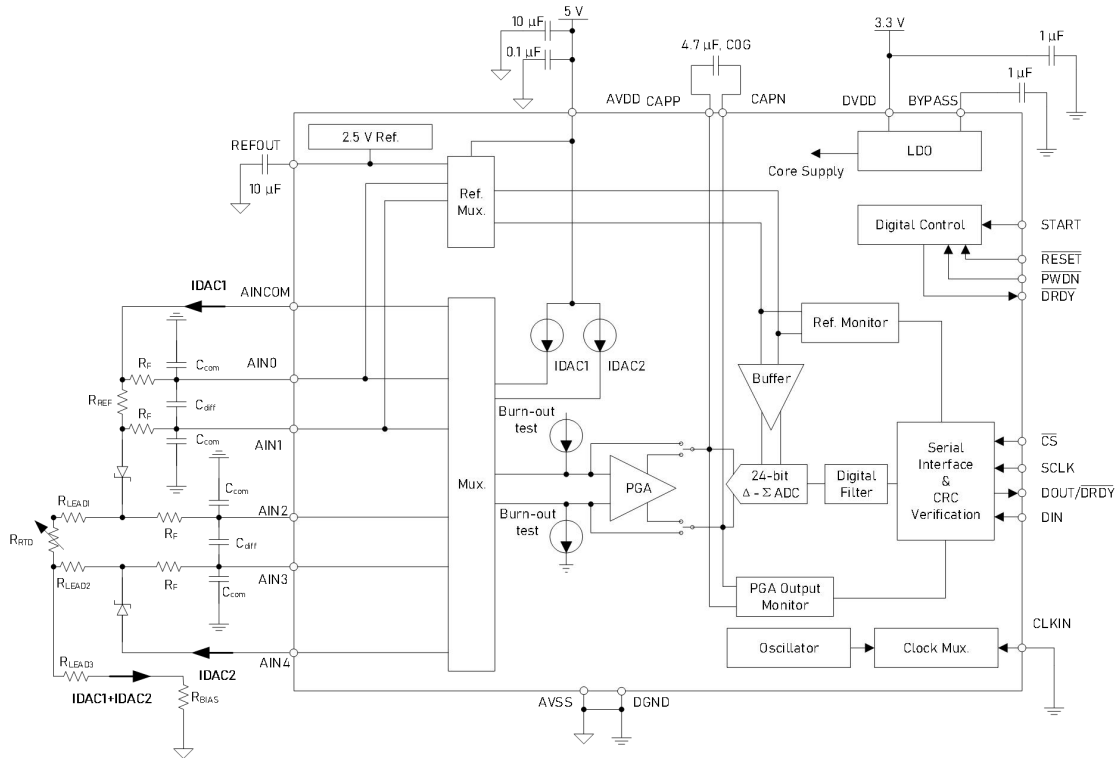 5 V
10 µF
0.1 µF
4.7 µF, COG
3.3 V
1 µF
1 µF
AVDD
CAPP
CAPN
DVDD
BYPASS
REFOUT
10 µF
2.5 V Ref.
Ref. Mux.
LDO
Core Supply
Digital Control
START
RESET
PWDN
DRDY
IDAC1
AINCOM
IDAC1
IDAC2
Ref. Monitor
R_F
C_com
AIN0
R_REF
C_diff
R_F
C_com
AIN1
Buffer
Burn-out test
Mux.
PGA
Burn-out test
24-bit
Δ - Σ ADC
Digital Filter
Serial Interface & CRC Verification
CS
SCLK
DOUT/DRDY
DIN
R_LEAD1
C_com
AIN2
R_F
R_RTD
C_diff
R_LEAD2
R_F
C_com
AIN3
PGA Output Monitor
Oscillator
Clock Mux.
CLKIN
R_LEAD3
IDAC2
AIN4
IDAC1+IDAC2
R_BIAS
AVSS
DGND